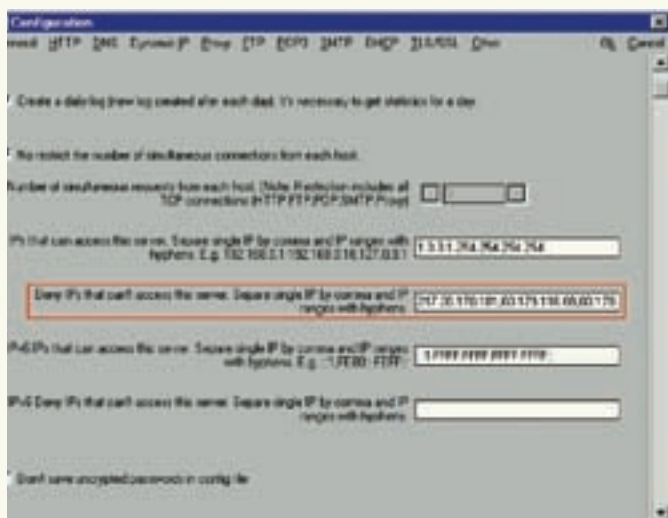 Configuration
HTTP DNS Dynamic IP Proxy FTP POP3 SMTP DHCP TLS/SSL Other Ok Cancel
Create a daily log (new log created after each day). It's necessary to get statistics for a day.
No restrict the number of simultaneous connections from each host.
Number of simultaneous requests from each host. (Note: Restriction includes all
TCP connections (HTTP,FTP,POP,SMTP,Proxy)
IPs that can access this server. Separate single IP by comma and IP ranges with
hyphens. E.g. 192.168.0.1-192.168.0.16,127.0.0.1
Deny IPs that can't access this server. Separate single IP by comma and IP
ranges with hyphens.
IPv6 IPs that can access this server. Separate single IP by comma and IP ranges
with hyphens. E.g.
IPv6 Deny IPs that can't access this server. Separate single IP by comma and IP
ranges with hyphens.
Don't save unencrypted passwords in config file